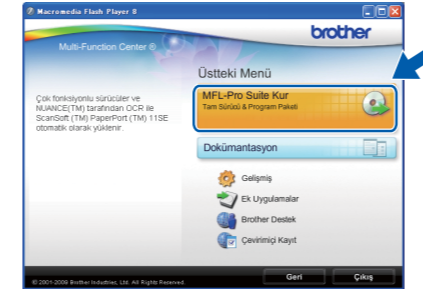 Macromedia Flash Player 8
brother
Multi-Function Center ®
Üstteki Menü
MFL-Pro Suite Kur
Tam Sürücü & Program Paketi
Çok fonksiyonlu sürücüler ve
NUANCE(TM) tarafından OCR ile
ScanSoft (TM) PaperPort (TM) 11SE
otomatik olarak yüklenir.
Dokümantasyon
Gelişmiş
Ek Uygulamalar
Brother Destek
Çevirimiçi Kayıt
© 2001-2009 Brother Industries, Ltd. All Rights Reserved.
Geri
Çıkış